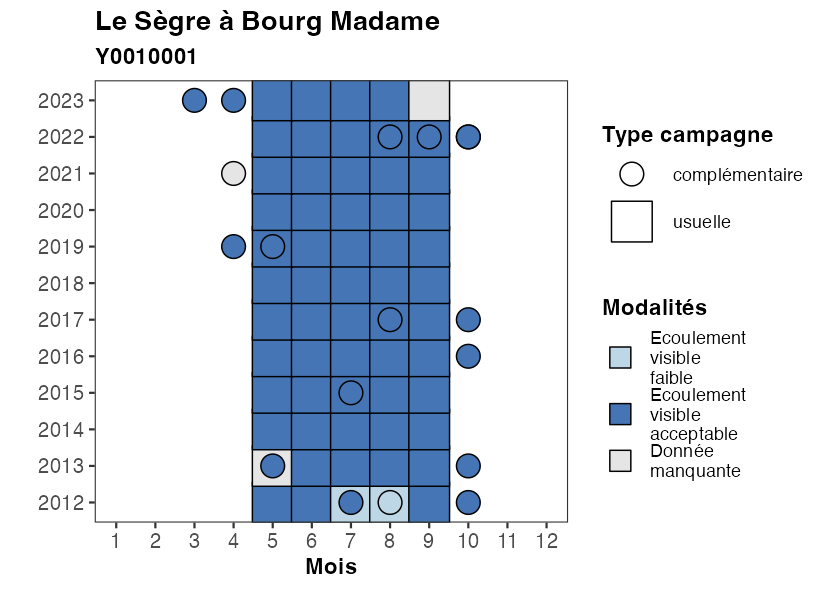 Le Sègre à Bourg Madame
Y0010001
2023
2022
2021
2020
2019
2018
2017
2016
2015
2014
2013
2012
1 2 3 4 5 6 7 8 9 10 11 12
Mois
Type campagne
complémentaire
usuelle
Modalités
Ecoulement
visible
faible
Ecoulement
visible
acceptable
Donnée
manquante